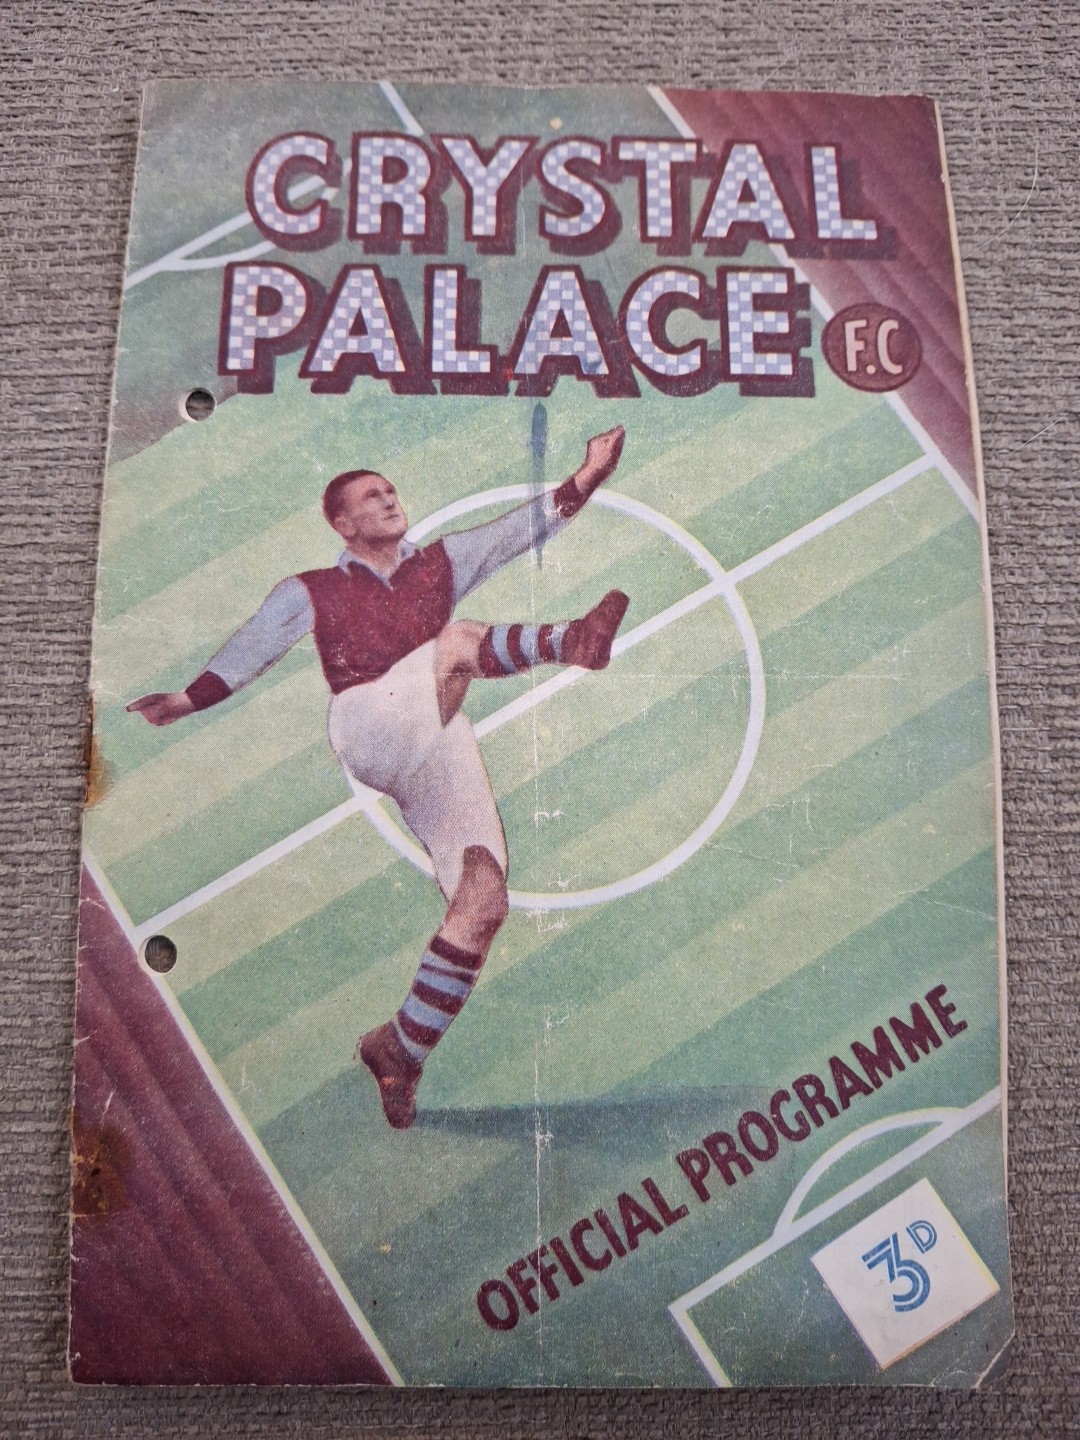 CRYSTAL
PALACE F.C
OFFICIAL PROGRAMME
3D